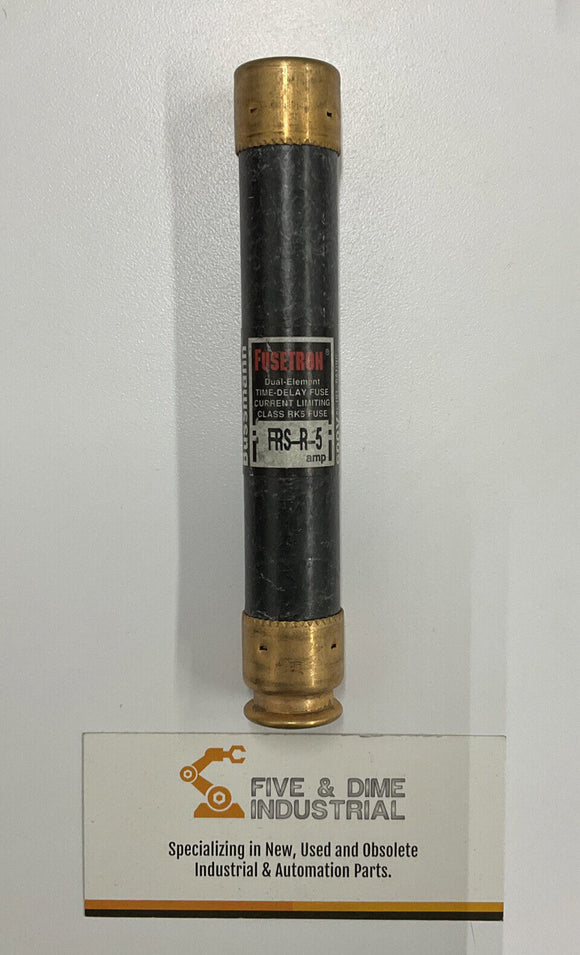 FUSETRON®
Dual-Element
TIME-DELAY FUSE
CURRENT LIMITING
CLASS RK5 FUSE
FRS-R-5
amp
Bussmann
FIVE & DIME
INDUSTRIAL
Specializing in New, Used and Obsolete
Industrial & Automation Parts.